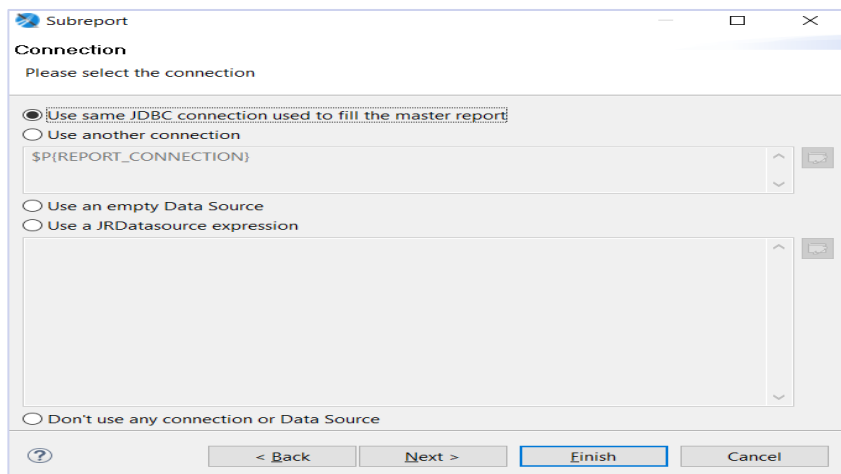 Subreport
Connection
Please select the connection
Use same JDBC connection used to fill the master report
Use another connection
$P{REPORT_CONNECTION}
Use an empty Data Source
Use a JRDatasource expression
Don't use any connection or Data Source
? < Back Next > Finish Cancel